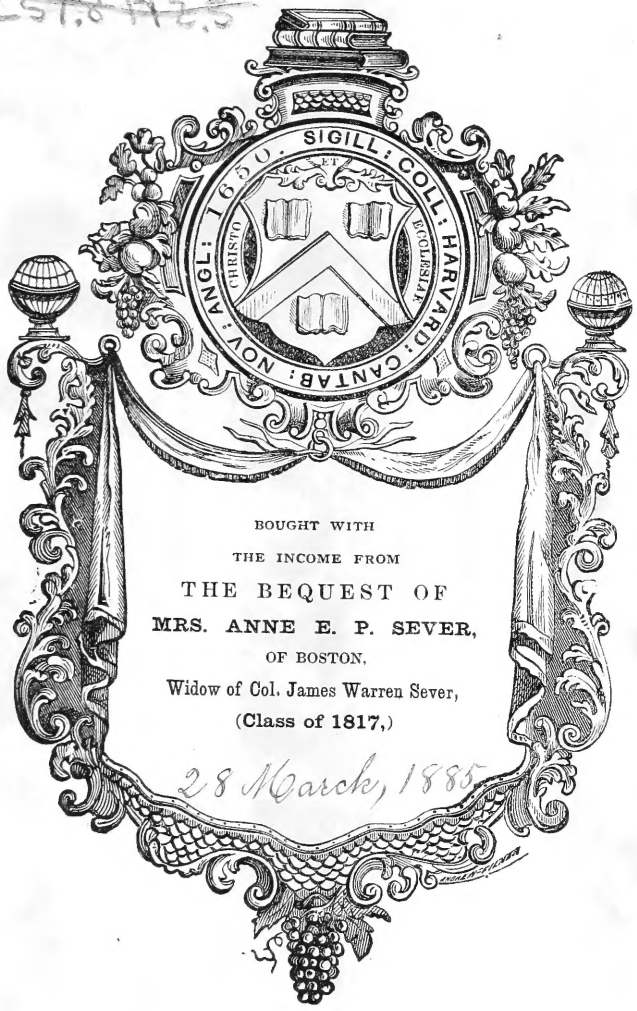 SIGILL : COLL : HARVARD : CANTAB : NOV : ANGL : 1650.
ET
CHRISTO
ECCLESIAE
BOUGHT WITH
THE INCOME FROM
THE BEQUEST OF
MRS. ANNE E. P. SEVER,
OF BOSTON,
Widow of Col. James Warren Sever,
(Class of 1817,)
28 March, 1885